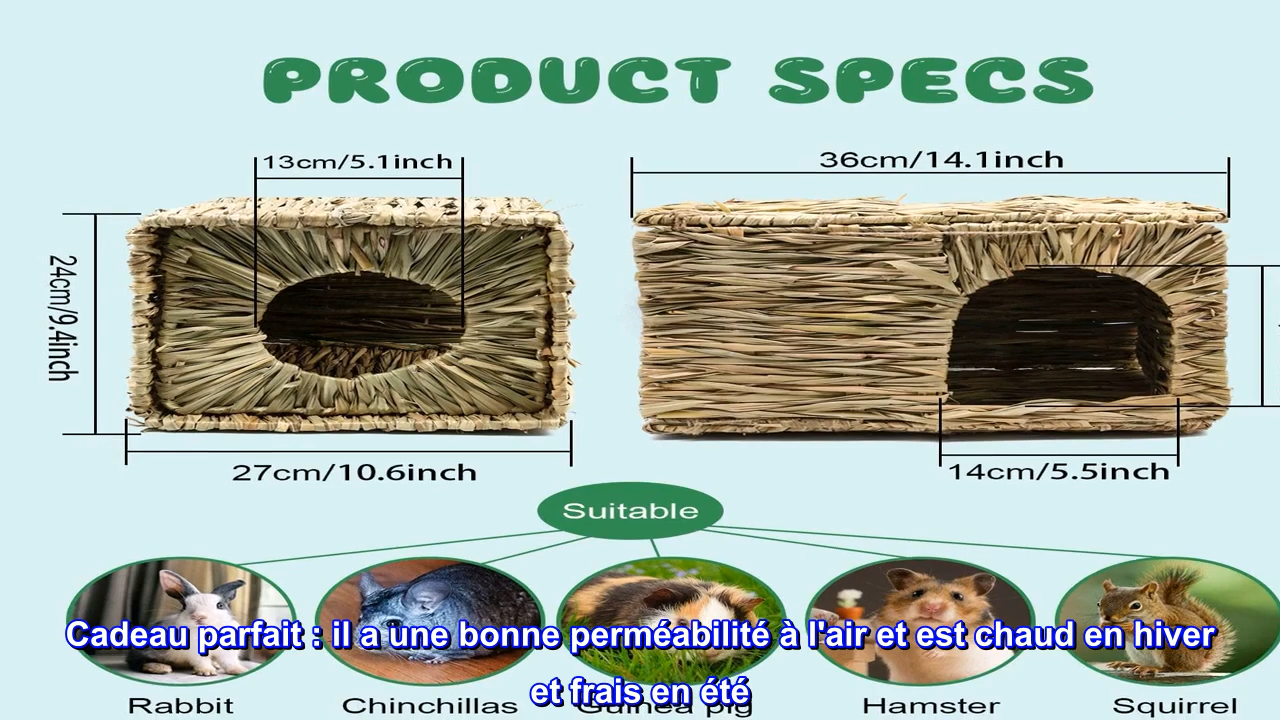 PRODUCT SPECS
13cm/5.1inch
36cm/14.1inch
24cm/9.4inch
27cm/10.6inch
14cm/5.5inch
Suitable
Cadeau parfait : il a une bonne perméabilité à l'air et est chaud en hiver
et frais en été
Rabbit
Chinchillas
Guinea pig
Hamster
Squirrel